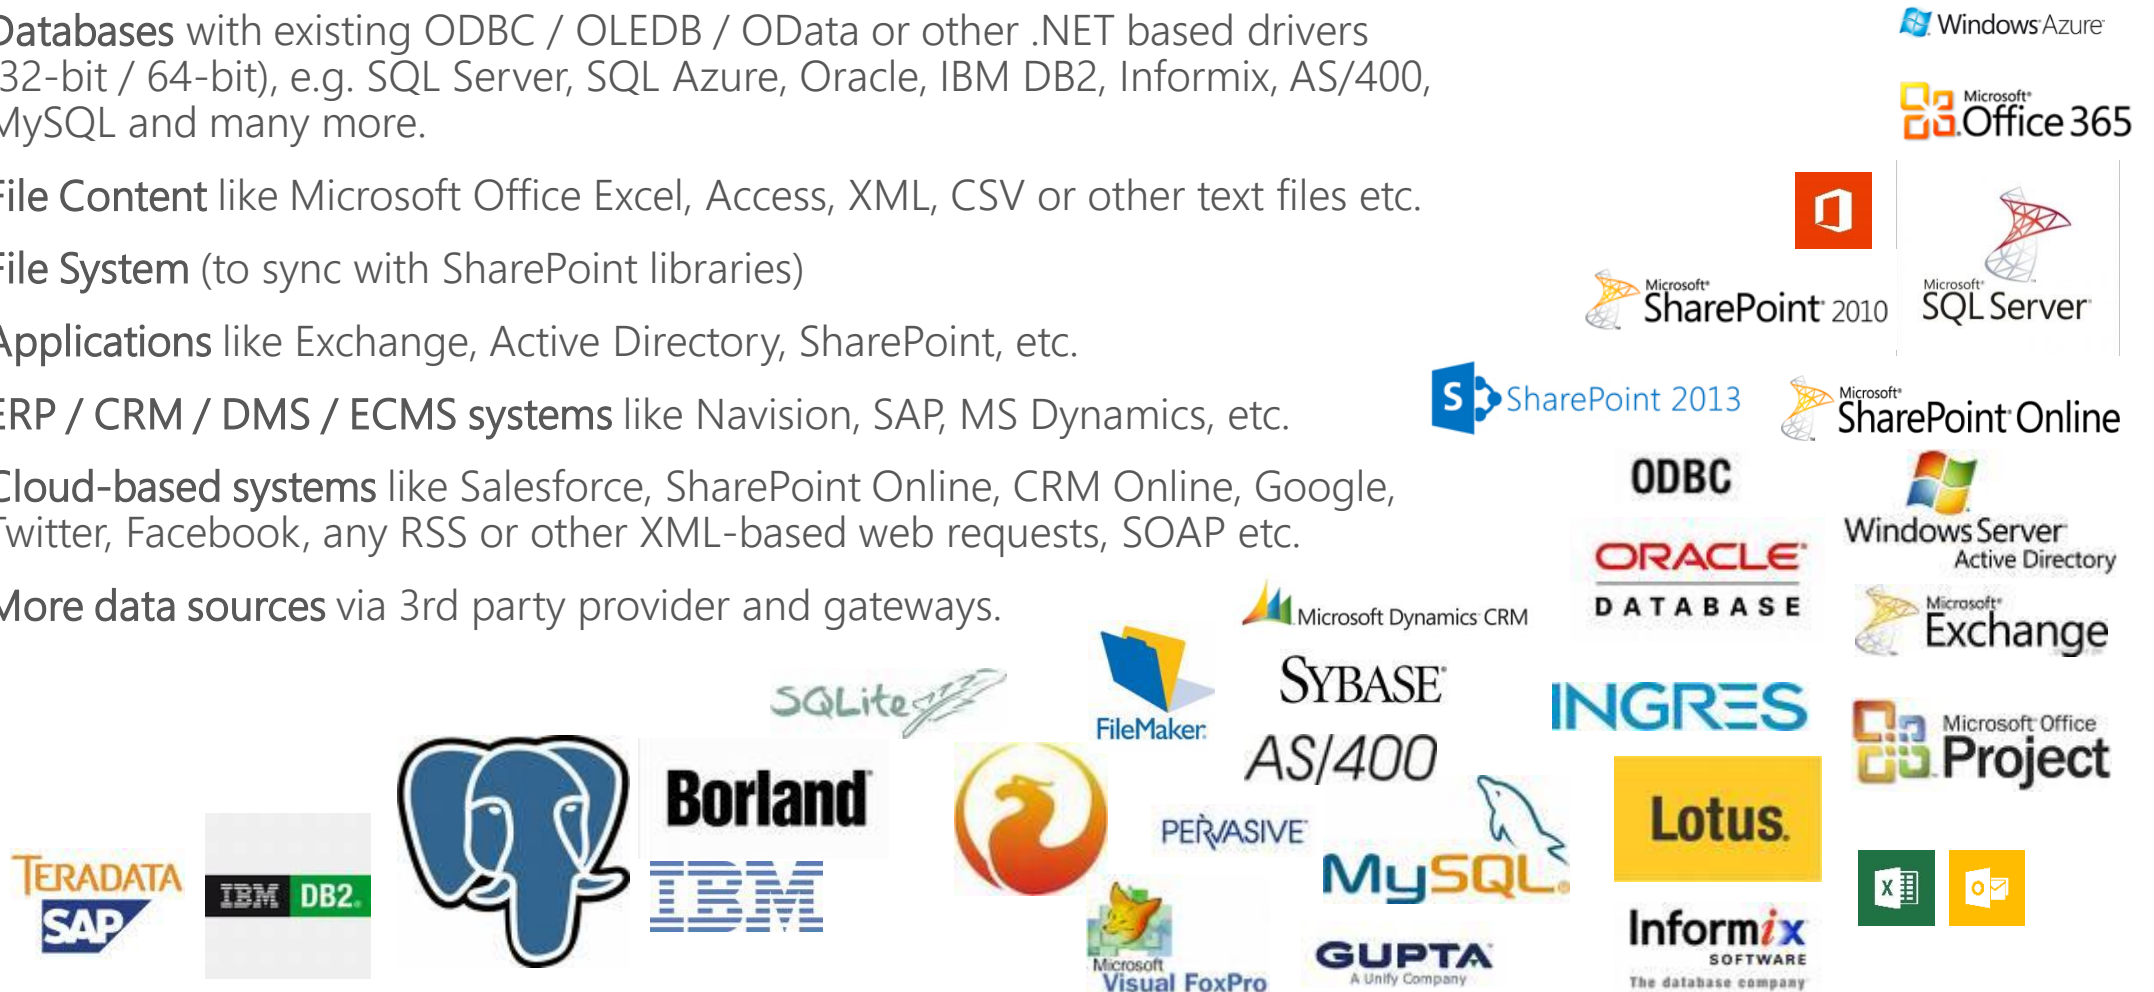 Databases with existing ODBC / OLEDB / OData or other .NET based drivers
32-bit / 64-bit), e.g. SQL Server, SQL Azure, Oracle, IBM DB2, Informix, AS/400,
MySQL and many more.
File Content like Microsoft Office Excel, Access, XML, CSV or other text files etc.
File System (to sync with SharePoint libraries)
Applications like Exchange, Active Directory, SharePoint, etc.
ERP / CRM / DMS / ECMS systems like Navision, SAP, MS Dynamics, etc.
Cloud-based systems like Salesforce, SharePoint Online, CRM Online, Google,
Twitter, Facebook, any RSS or other XML-based web requests, SOAP etc.
More data sources via 3rd party provider and gateways.
Windows Azure
Microsoft
Office 365
Microsoft
SharePoint 2010
Microsoft
SQL Server
S SharePoint 2013
Microsoft
SharePoint Online
ODBC
Windows Server
Active Directory
ORACLE
DATABASE
Microsoft Dynamics CRM
Microsoft
Exchange
SQLite
FileMaker
SYBASE
INGRES
Microsoft Office
Project
AS/400
Borland
PERVASIVE
MySQL
Lotus
TERADATA
SAP
IBM DB2
IBM
X
O
Microsoft
Visual FoxPro
GUPTA
A Unify Company
Informix
SOFTWARE
The database company